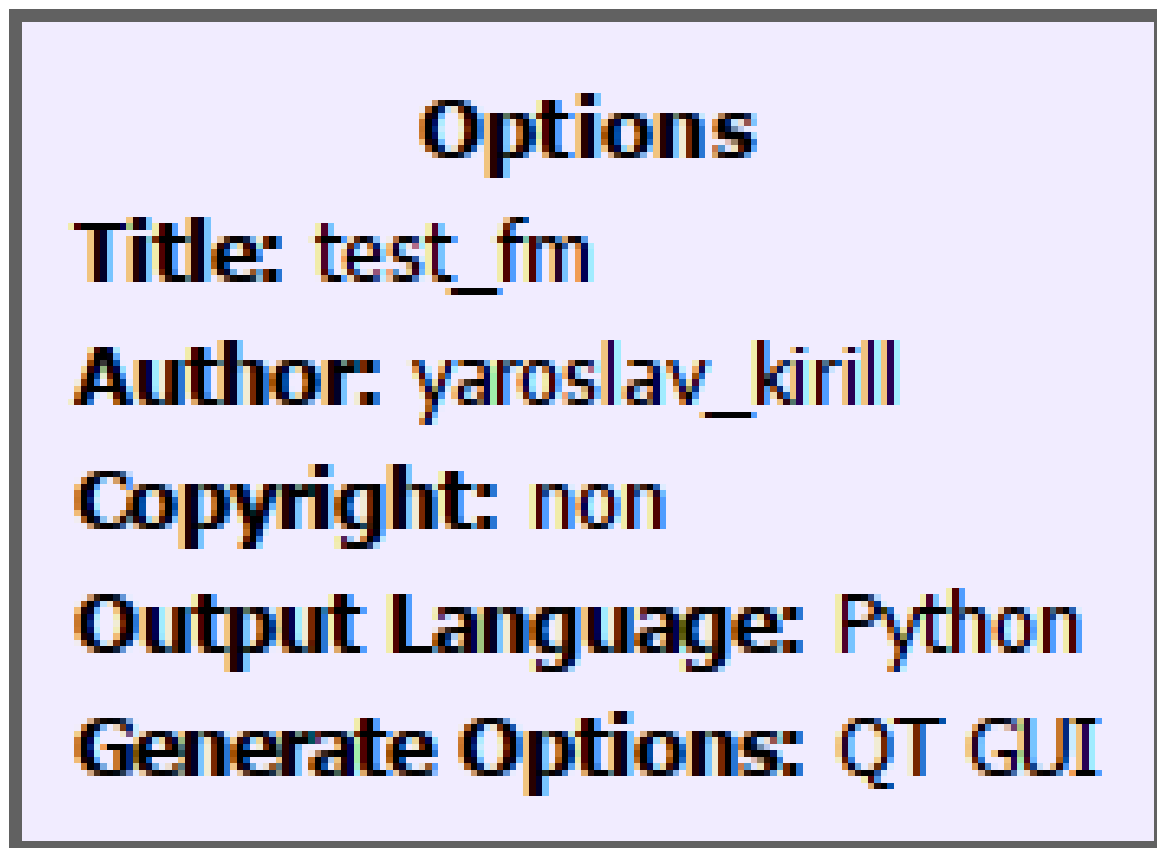 Options
Title: test_fm
Author: yaroslav_kirill
Copyright: non
Output Language: Python
Generate Options: QT GUI